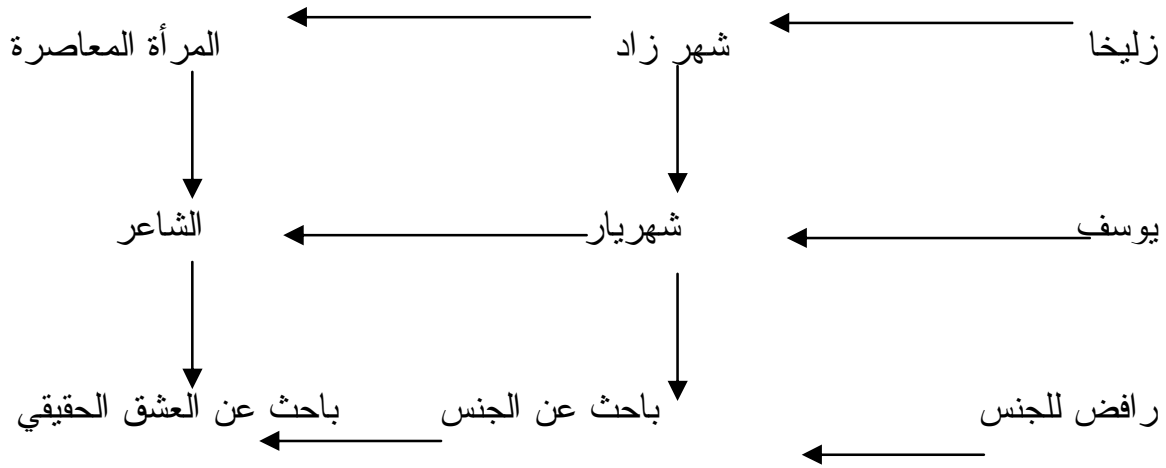 زليخا شهر زاد المرأة المعاصرة
يوسف شهريار الشاعر
رافض للجنس باحث عن الجنس باحث عن العشق الحقيقي